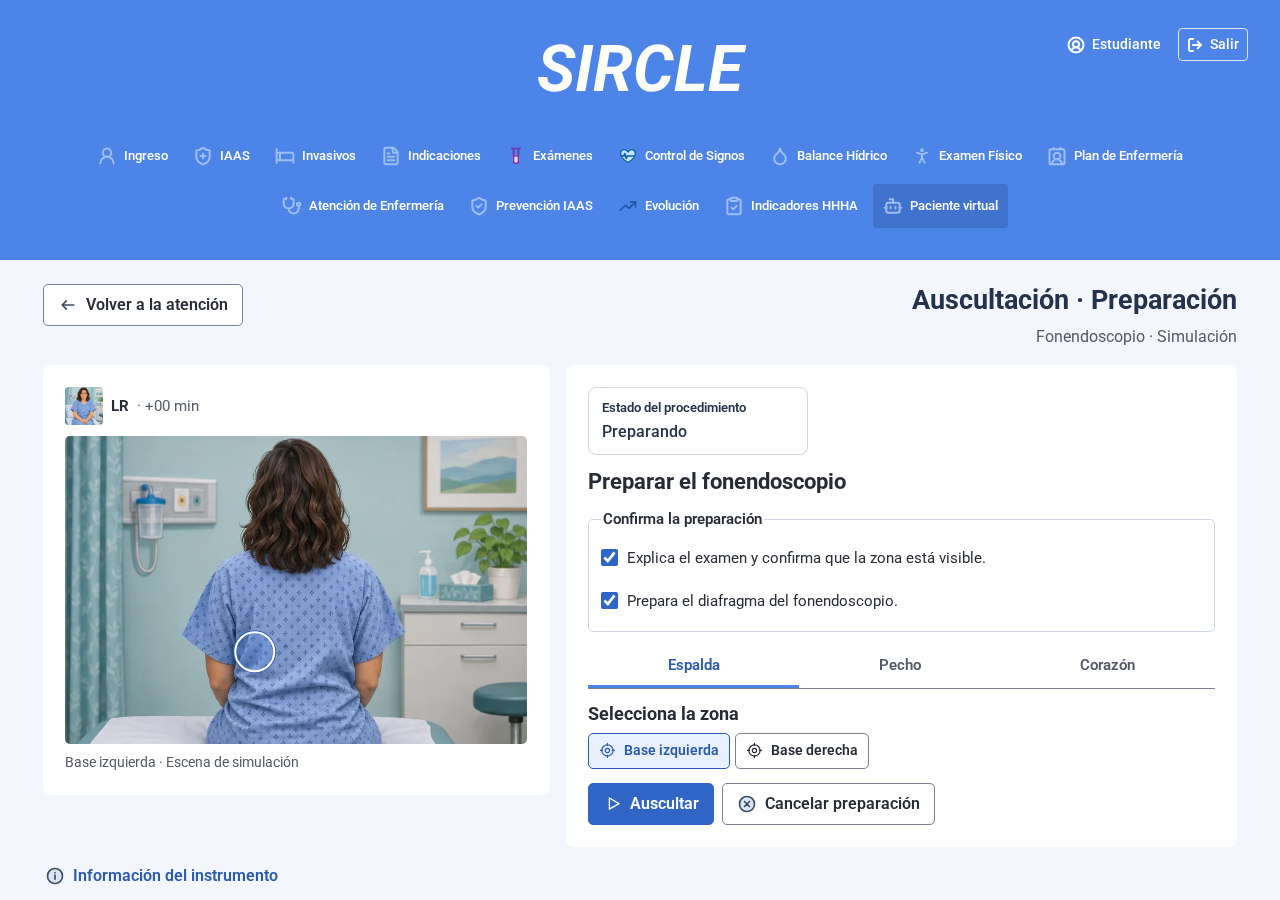 SIRCLE
Estudiante
Salir
Ingreso
IAAS
Invasivos
Indicaciones
Exámenes
Control de Signos
Balance Hídrico
Examen Físico
Plan de Enfermería
Atención de Enfermería
Prevención IAAS
Evolución
Indicadores HHHA
Paciente virtual
Volver a la atención
Auscultación · Preparación
Fonendoscopio · Simulación
LR · +00 min
Base izquierda · Escena de simulación
Estado del procedimiento
Preparando
Preparar el fonendoscopio
Confirma la preparación
Explica el examen y confirma que la zona está visible.
Prepara el diafragma del fonendoscopio.
Espalda
Pecho
Corazón
Selecciona la zona
Base izquierda
Base derecha
Auscultar
Cancelar preparación
Información del instrumento